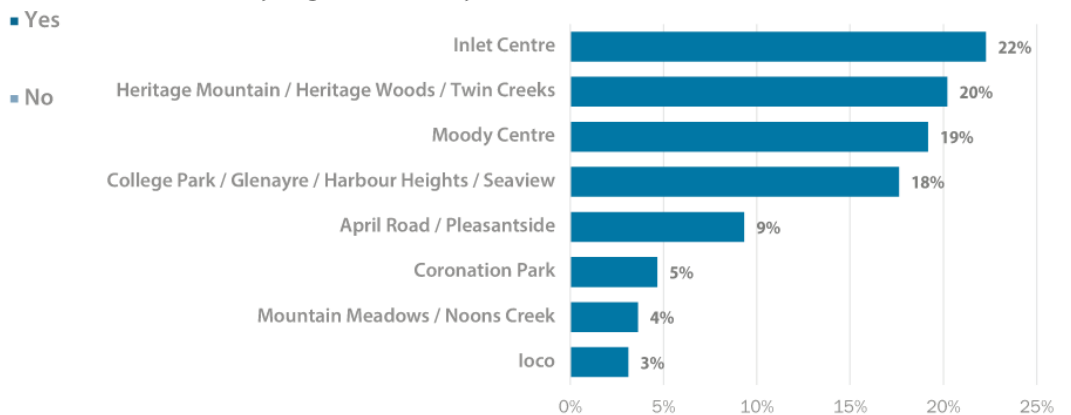 Yes
No
Inlet Centre 22%
Heritage Mountain / Heritage Woods / Twin Creeks 20%
Moody Centre 19%
College Park / Glenayre / Harbour Heights / Seaview 18%
April Road / Pleasantside 9%
Coronation Park 5%
Mountain Meadows / Noons Creek 4%
Ioco 3%
0% 5% 10% 15% 20% 25%